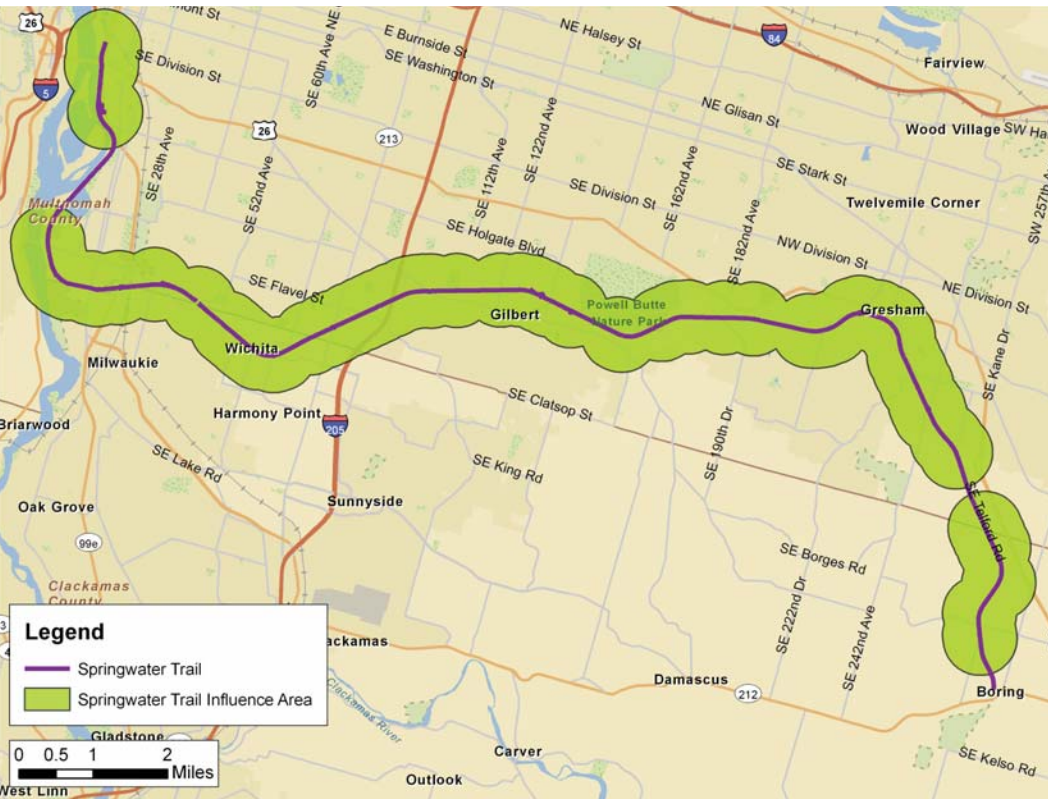 26
mont St
E Burnside St
NE Halsey St
84
SE Division St
SE 60th Ave NE
SE Washington St
Fairview
5
NE Glisan St
26
213
Wood Village
SW Ha
SE 28th Ave
SE 52nd Ave
SE 112th Ave
SE 122nd Ave
SE 162nd Ave
SE Stark St
SW 257th A
SE Division St
Multnomah
County
SE 182nd Ave
Twelvemile Corner
SE Holgate Blvd
NW Division St
SE Flavel St
NE Division St
Powell Butte
Nature Park
Gilbert
Gresham
Wichita
Milwaukie
SE Kane Dr
SE Clatsop St
Harmony Point
205
Briarwood
SE 190th Dr
SE Lake Rd
SE King Rd
Sunnyside
SE Telford Rd
Oak Grove
99e
SE Borges Rd
Clackamas
County
SE 222nd Dr
SE 242nd Ave
Legend
Springwater Trail
Springwater Trail Influence Area
3
4
ackamas
Damascus
212
Boring
Clackamas River
Gladstone
0 0.5 1 2
Miles
Carver
SE Kelso Rd
Outlook
West Linn